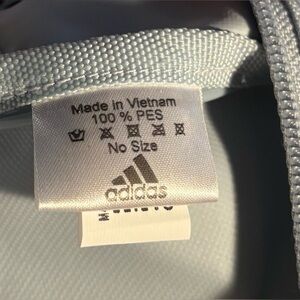 Made in Vietnam
100 % PES
No Size
adidas